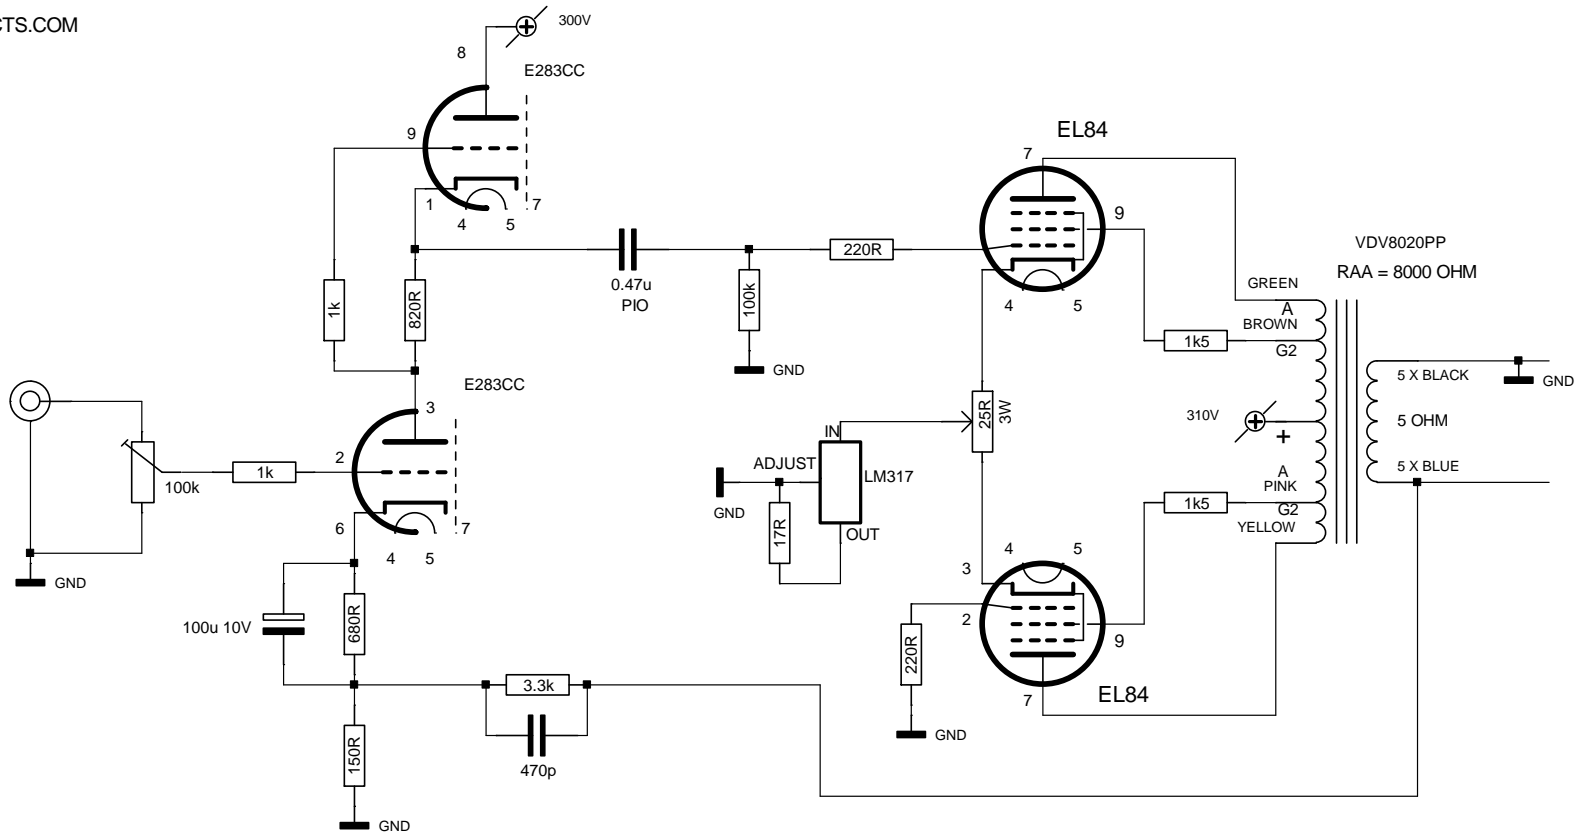 CTS.COM
300V
8
E283CC
9
1
4
5
7
1k
820R
0.47u
PIO
100k
GND
220R
EL84
7
9
4
5
VDV8020PP
RAA = 8000 OHM
GREEN
A
BROWN
G2
1k5
310V
+
A
PINK
G2
YELLOW
1k5
5 X BLACK
5 OHM
5 X BLUE
GND
E283CC
3
2
6
4
5
7
100k
1k
GND
25R
3W
IN
ADJUST
LM317
OUT
GND
17R
4
5
3
2
9
7
EL84
220R
GND
100u 10V
680R
3.3k
470p
150R
GND